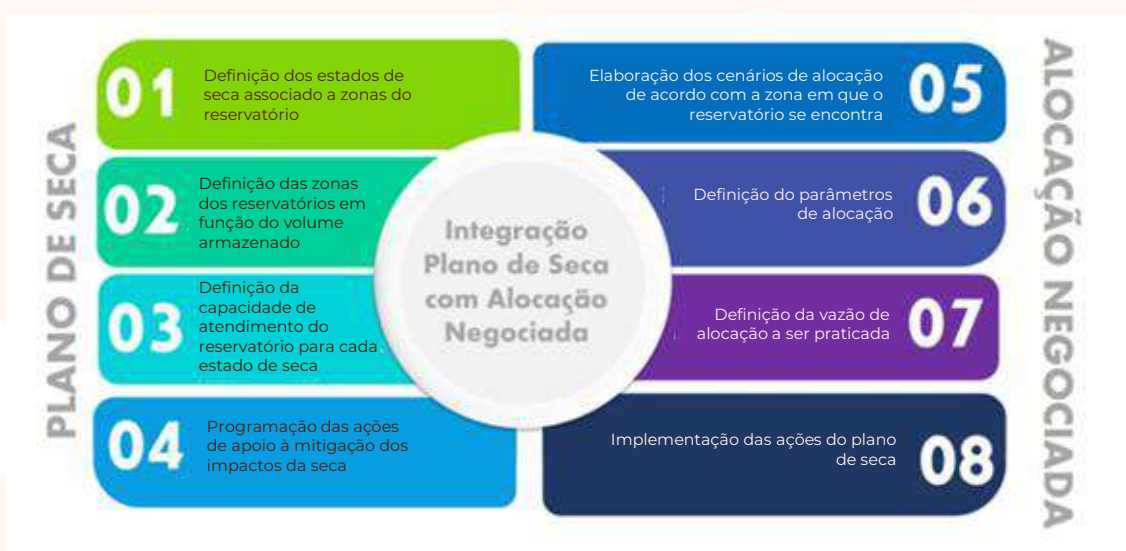 PLANO DE SECA
01
Definição dos estados de
seca associado a zonas do
reservatório
02
Definição das zonas
dos reservatórios em
função do volume
armazenado
03
Definição da
capacidade de
atendimento do
reservatório para cada
estado de seca
04
Programação das ações
de apoio à mitigação dos
impactos da seca
Integração
Plano de Seca
com Alocação
Negociada
Elaboração dos cenários de alocação
de acordo com a zona em que o
reservatório se encontra
05
Definição do parâmetros
de alocação
06
Definição da vazão de
alocação a ser praticada
07
Implementação das ações do plano
de seca
08
ALOCAÇÃO NEGOCIADA